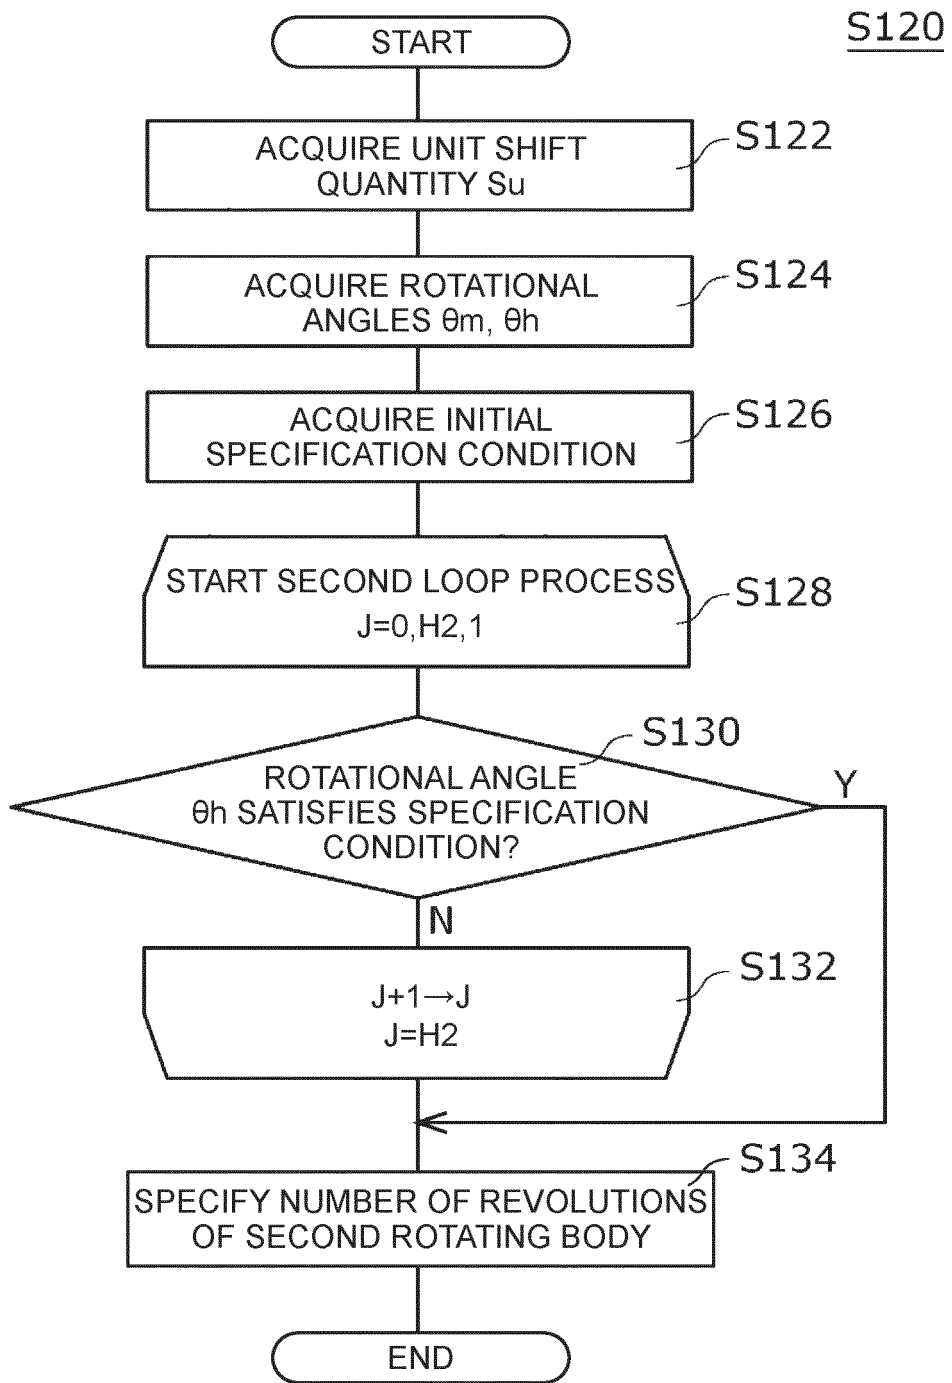 S120
START
S122
ACQUIRE UNIT SHIFT
QUANTITY Su
S124
ACQUIRE ROTATIONAL
ANGLES θm, θh
S126
ACQUIRE INITIAL
SPECIFICATION CONDITION
START SECOND LOOP PROCESS
J=0,H2,1
S128
S130
ROTATIONAL ANGLE
θh SATISFIES SPECIFICATION
CONDITION?
Y
N
S132
J+1→J
J=H2
S134
SPECIFY NUMBER OF REVOLUTIONS
OF SECOND ROTATING BODY
END